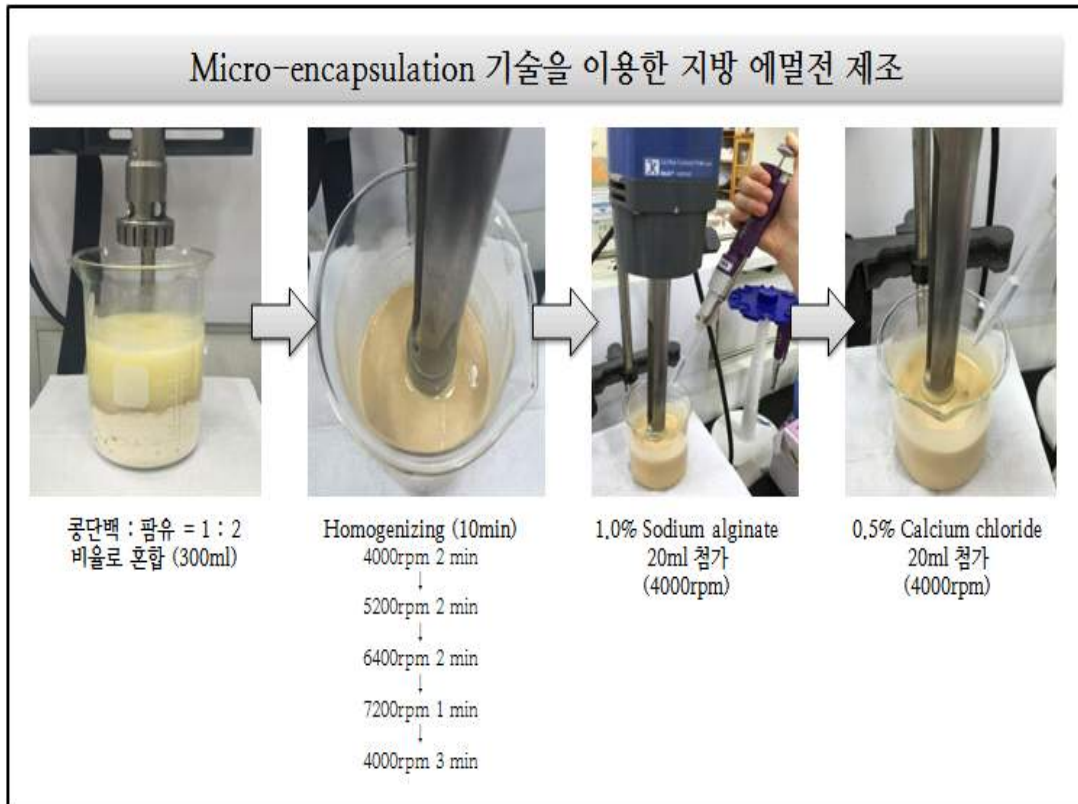 Micro-encapsulation 기술을 이용한 지방 에멀전 제조
콩단백 : 팜유 = 1 : 2
비율로 혼합 (300ml)
Homogenizing (10min)
4000rpm 2 min
↓
5200rpm 2 min
↓
6400rpm 2 min
↓
7200rpm 1 min
↓
4000rpm 3 min
1.0% Sodium alginate
20ml 첨가
(4000rpm)
0.5% Calcium chloride
20ml 첨가
(4000rpm)